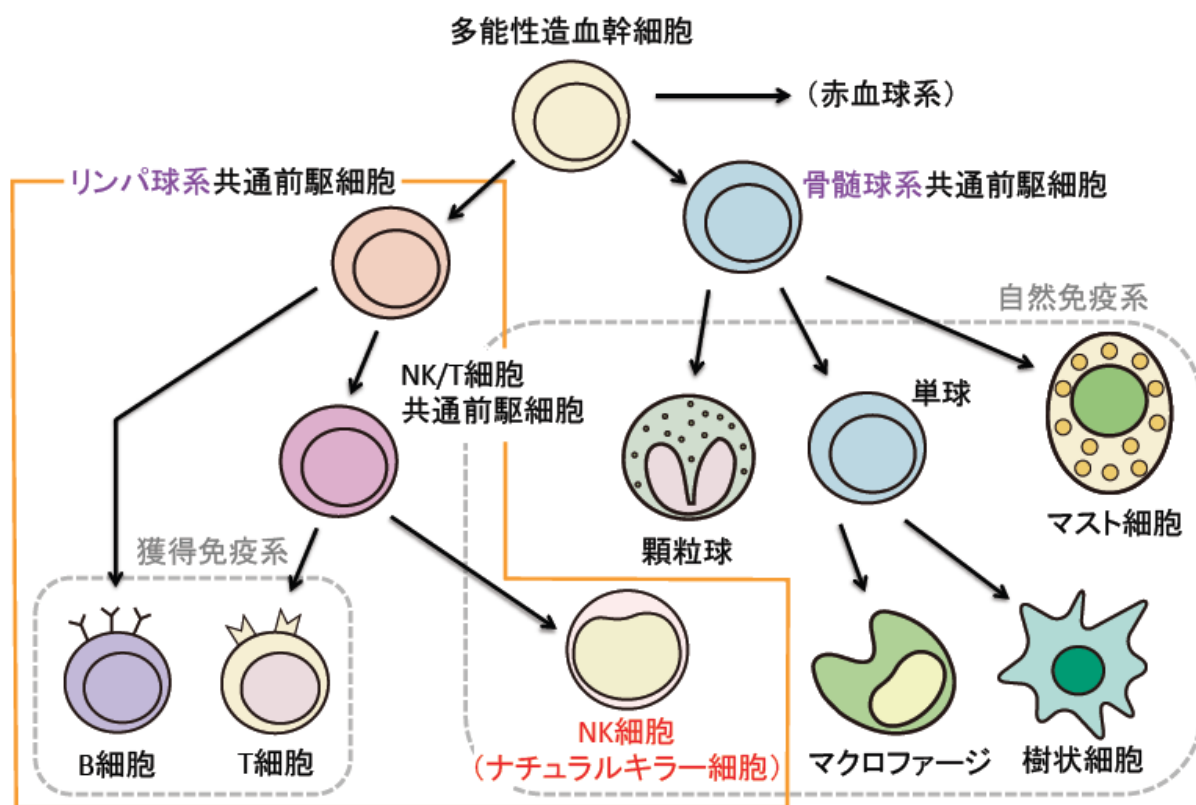 多能性造血幹細胞
（赤血球系）
リンパ球系共通前駆細胞
骨髄球系共通前駆細胞
自然免疫系
NK/T細胞
共通前駆細胞
単球
マスト細胞
顆粒球
獲得免疫系
B細胞
T細胞
NK細胞
（ナチュラルキラー細胞）
マクロファージ
樹状細胞